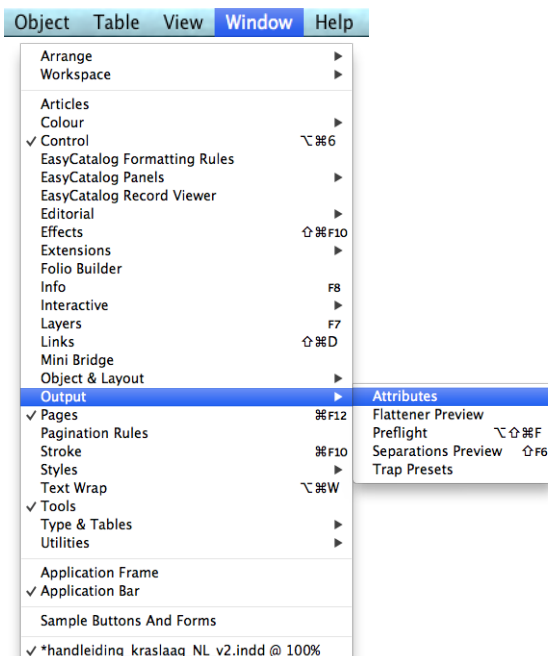 Object Table View Window Help
Arrange ▶
Workspace ▶
Articles
Colour ▶
✓ Control ⌥⌘6
EasyCatalog Formatting Rules
EasyCatalog Panels ▶
EasyCatalog Record Viewer
Editorial ▶
Effects ⇧⌘F10
Extensions ▶
Folio Builder
Info F8
Interactive ▶
Layers F7
Links ⇧⌘D
Mini Bridge
Object & Layout ▶
Output ▶
✓ Pages ⌘F12
Pagination Rules
Stroke ⌘F10
Styles ▶
Text Wrap ⌥⌘W
✓ Tools
Type & Tables ▶
Utilities ▶
Application Frame
✓ Application Bar
Sample Buttons And Forms
✓ *handleiding_kraslaag_NL_v2.indd @ 100%
Attributes
Flattener Preview
Preflight ⌥⇧⌘F
Separations Preview ⇧F6
Trap Presets